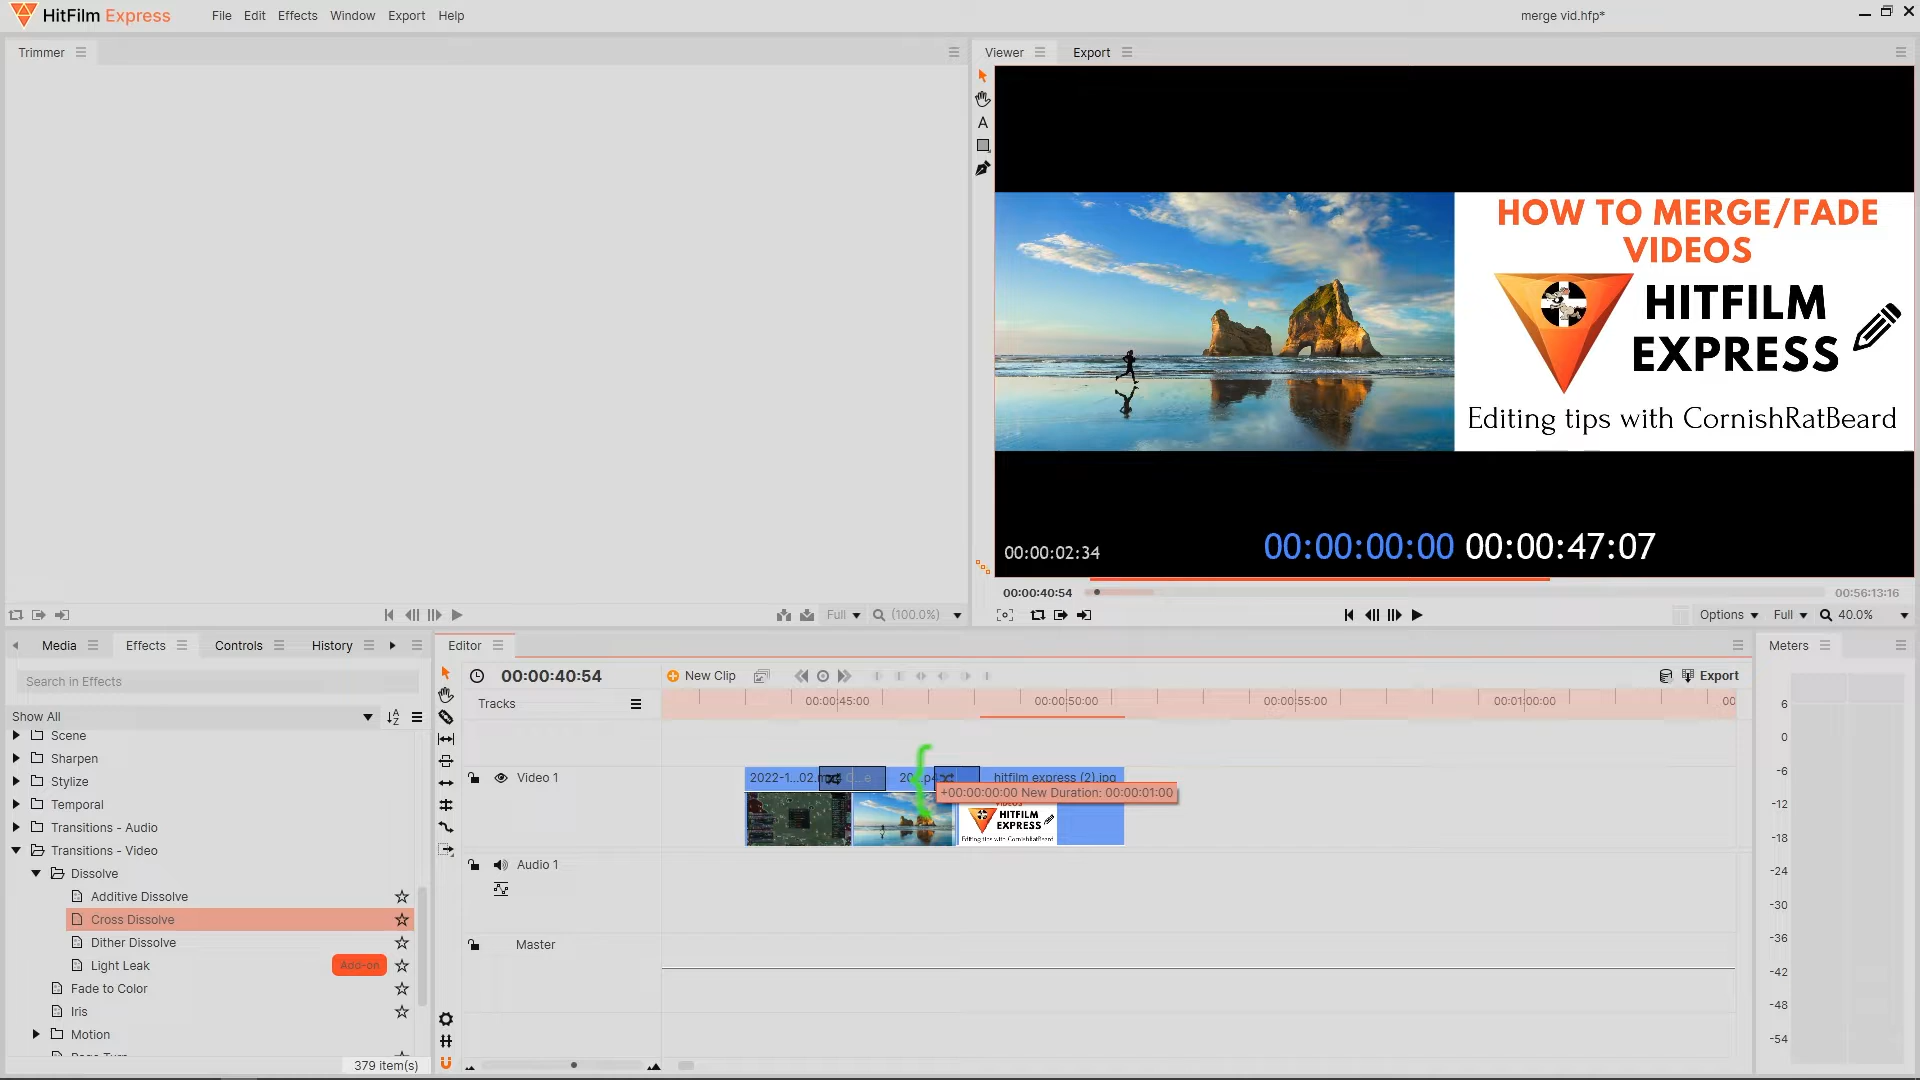 HitFilm Express
File Edit Effects Window Export Help
merge vid.hfp*
Trimmer
Viewer
Export
HOW TO MERGE/FADE
VIDEOS
HITFILM
EXPRESS
Editing tips with CornishRatBeard
00:00:02:34
00:00:00:00 00:00:47:07
00:00:40:54
00:56:13:16
Full
(100.0%)
Options
Full
40.0%
Media
Effects
Controls
History
Editor
Meters
Search in Effects
00:00:40:54
New Clip
Export
Show All
Tracks
00:00:45:00
00:00:50:00
00:00:55:00
00:01:00:00
00
Scene
Sharpen
Stylize
Temporal
Transitions - Audio
Transitions - Video
Dissolve
Additive Dissolve
Cross Dissolve
Dither Dissolve
Light Leak
Add-on
Fade to Color
Iris
Motion
379 item(s)
Video 1
hitfilm express (2).jpg
+00:00:00:00 New Duration: 00:00:01:00
HITFILM
EXPRESS
Editing tips with CornishRatBeard
Audio 1
Master
6
0
-6
-12
-18
-24
-30
-36
-42
-48
-54